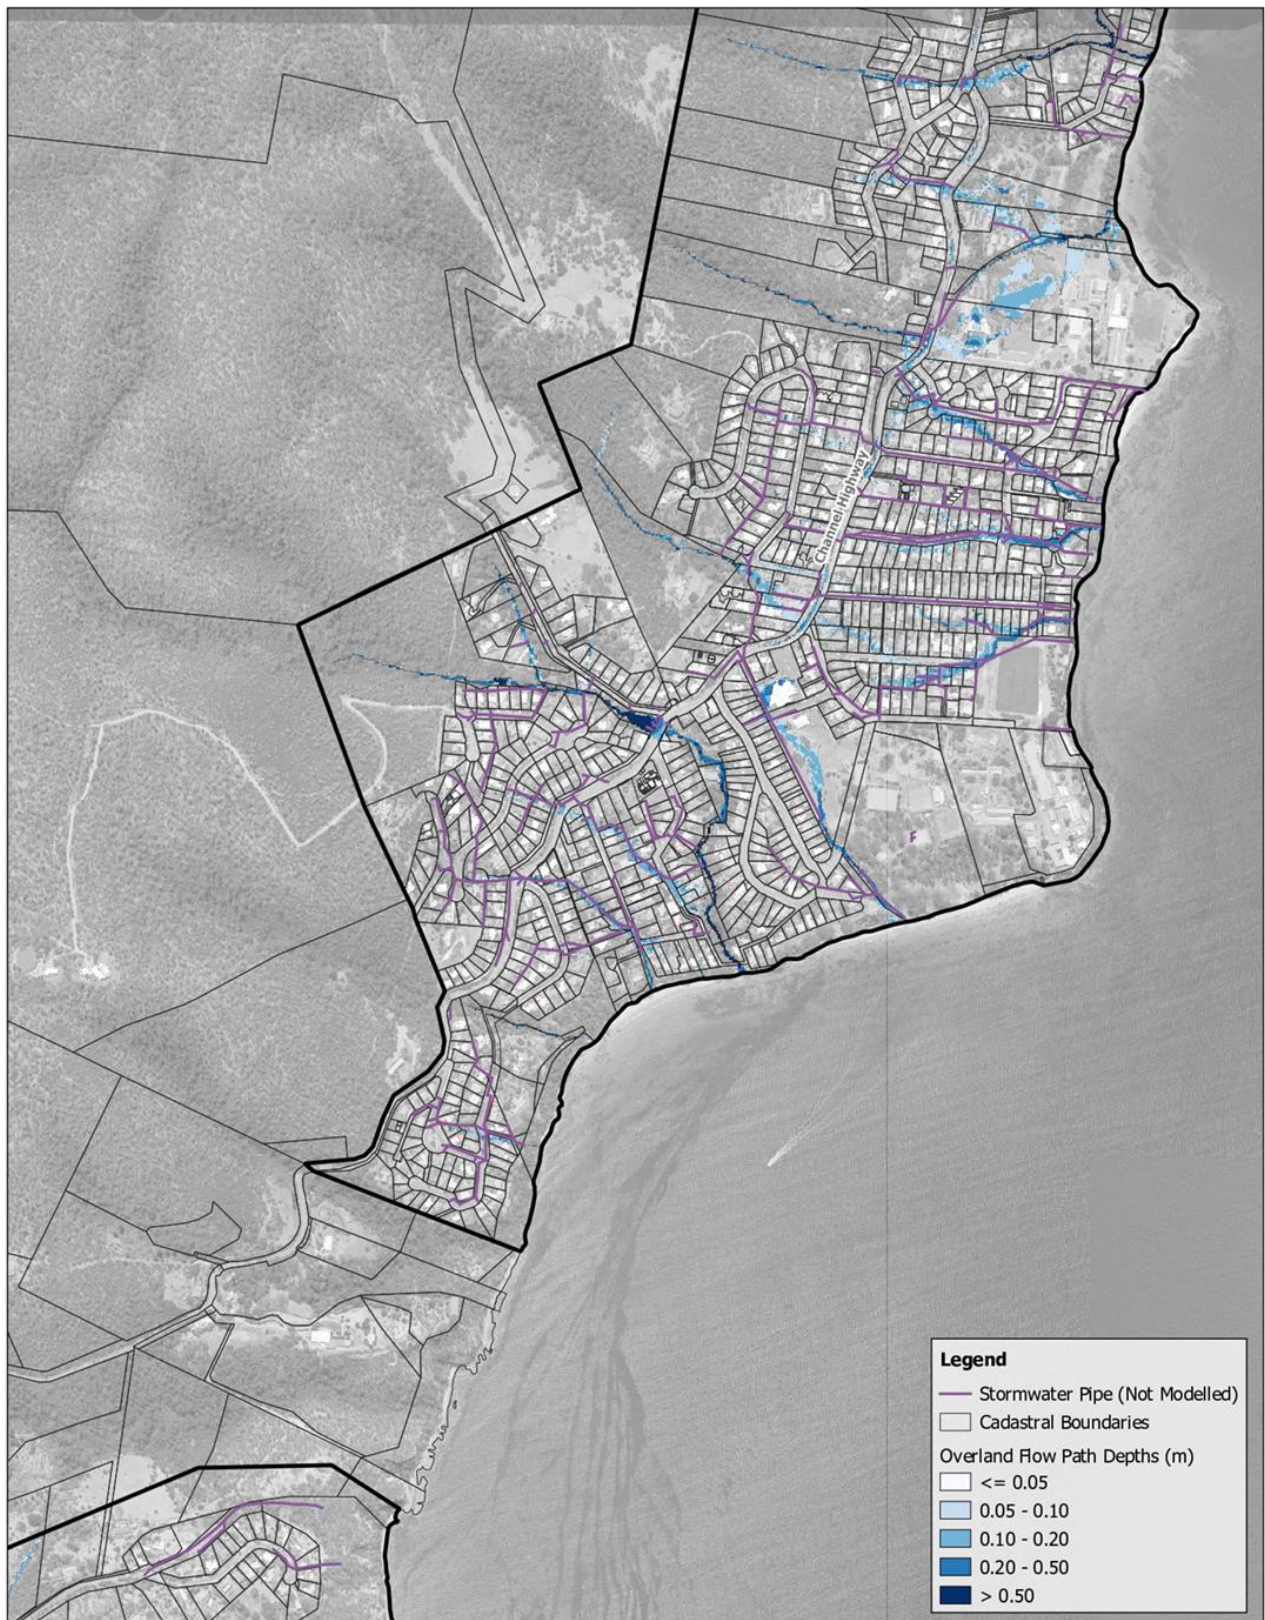 Channel Highway
Legend
Stormwater Pipe (Not Modelled)
Cadastral Boundaries
Overland Flow Path Depths (m)
<= 0.05
0.05 - 0.10
0.10 - 0.20
0.20 - 0.50
> 0.50